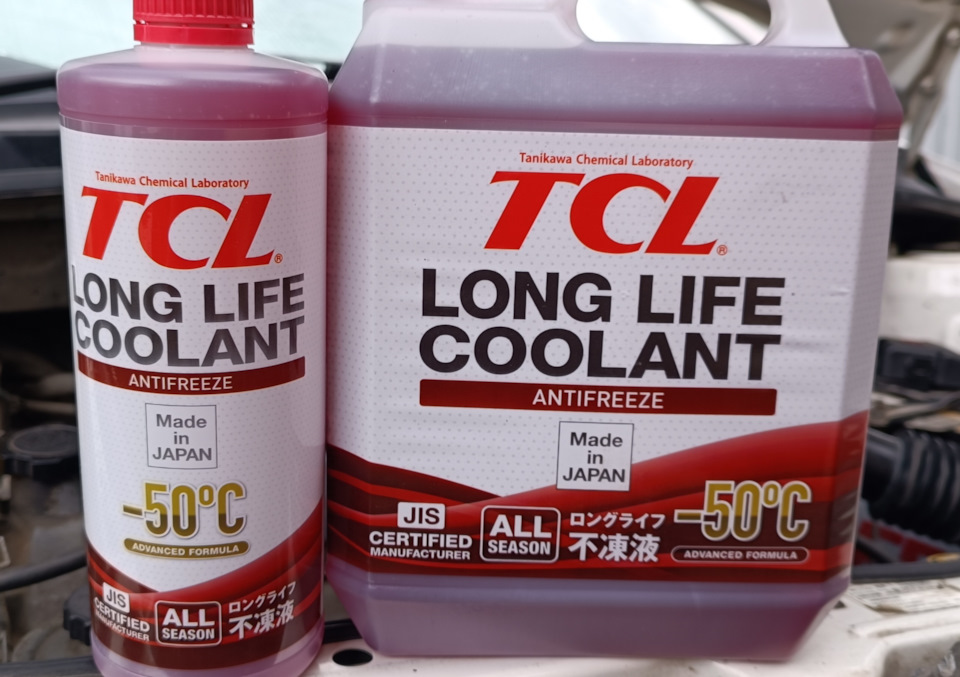 Tanikawa Chemical Laboratory
TCL®
LONG LIFE
COOLANT
ANTIFREEZE
Made
in
JAPAN
-50°C
ADVANCED FORMULA
JIS
CERTIFIED
MANUFACTURER
ALL
SEASON
ロングライフ
不凍液
Tanikawa Chemical Laboratory
TCL®
LONG LIFE
COOLANT
ANTIFREEZE
Made
in
JAPAN
JIS
CERTIFIED
MANUFACTURER
ALL
SEASON
ロングライフ
不凍液
-50°C
ADVANCED FORMULA